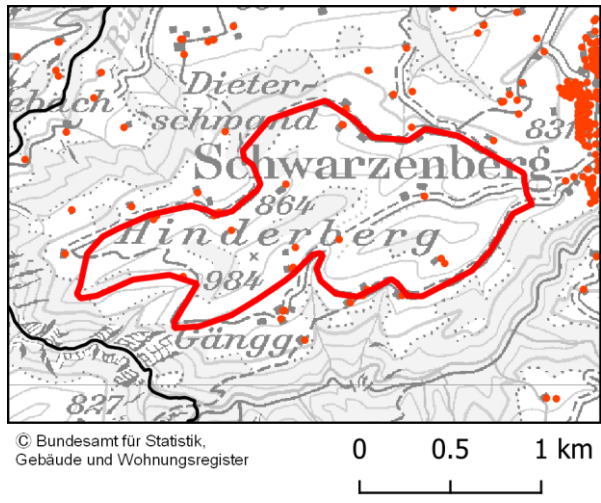 Dieter-
schwand
Schwarzenberg
831
864
Hinderberg
984
Gängg
827
© Bundesamt für Statistik,
Gebäude und Wohnungsregister
0 0.5 1 km